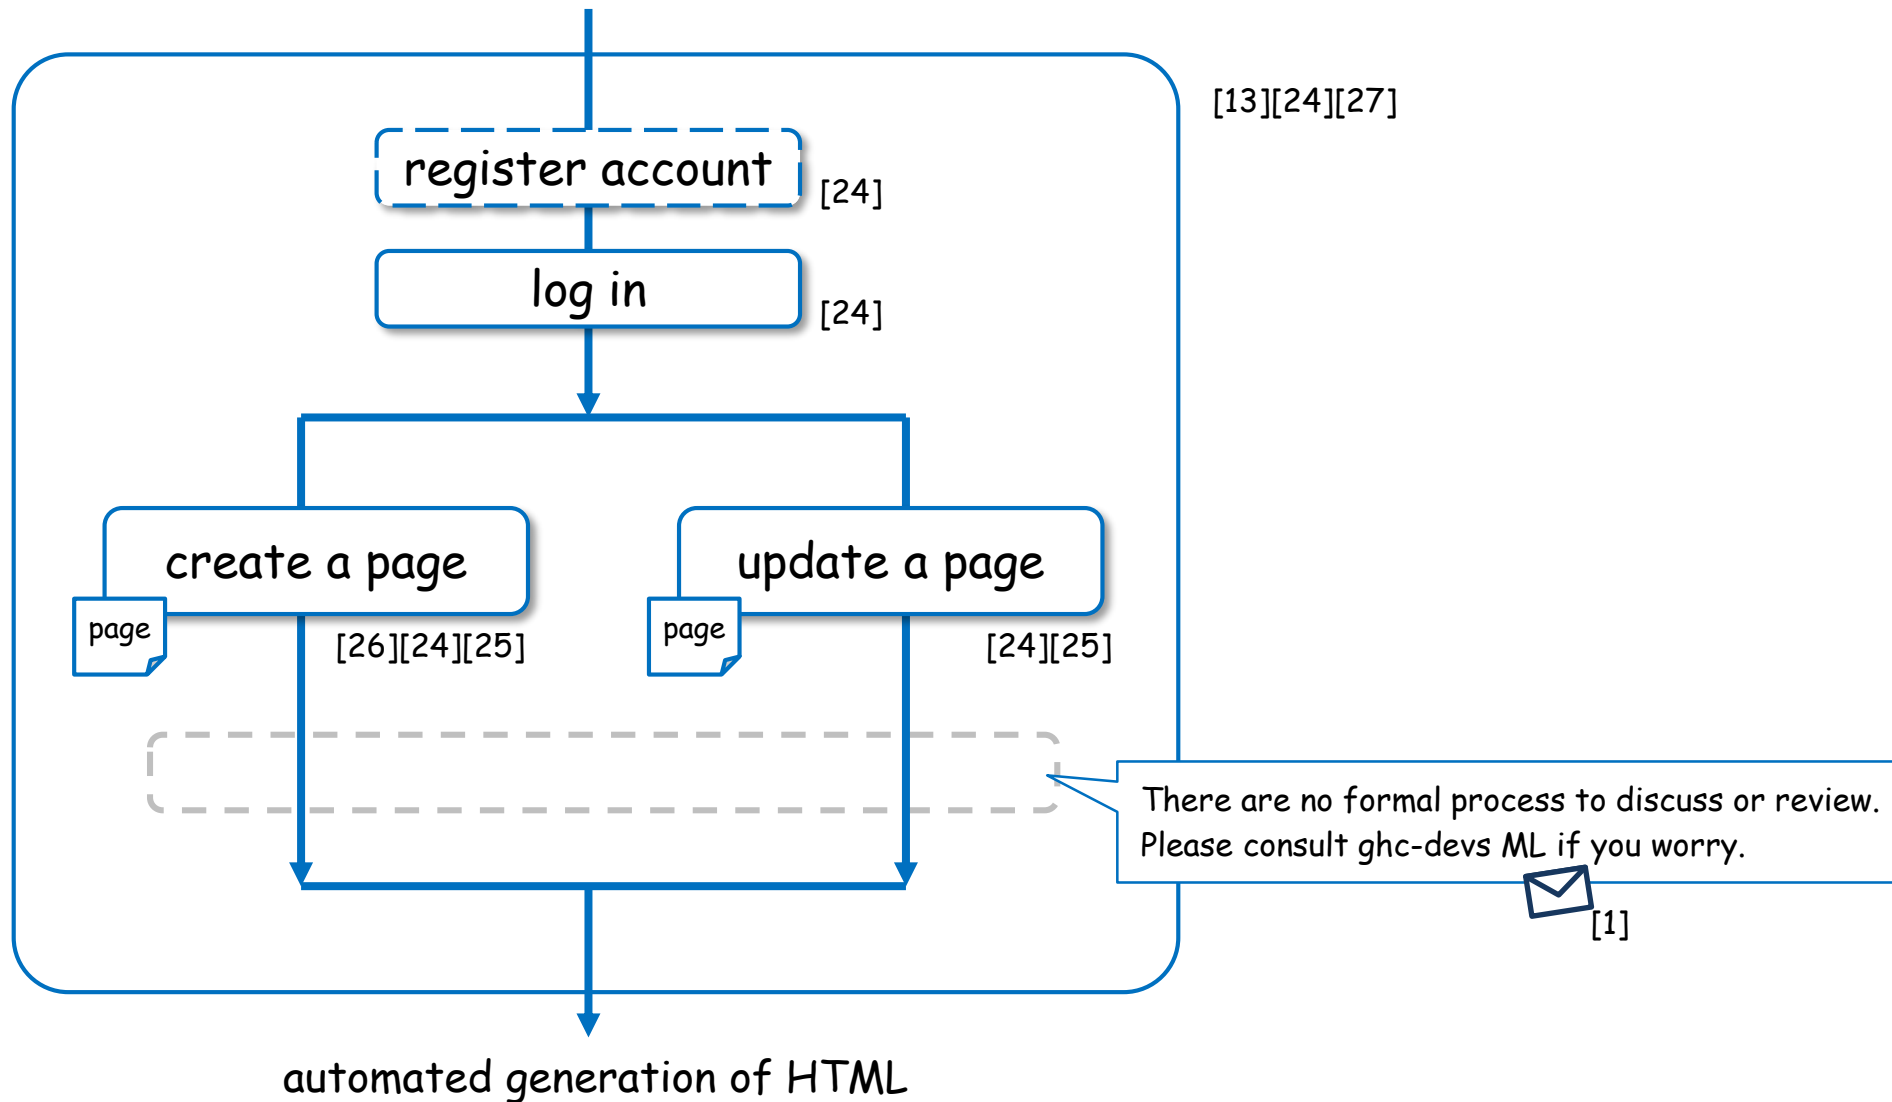 [13][24][27]
register account
[24]
log in
[24]
create a page
update a page
page
page
[26][24][25]
[24][25]
There are no formal process to discuss or review.
Please consult ghc-devs ML if you worry.
[1]
automated generation of HTML